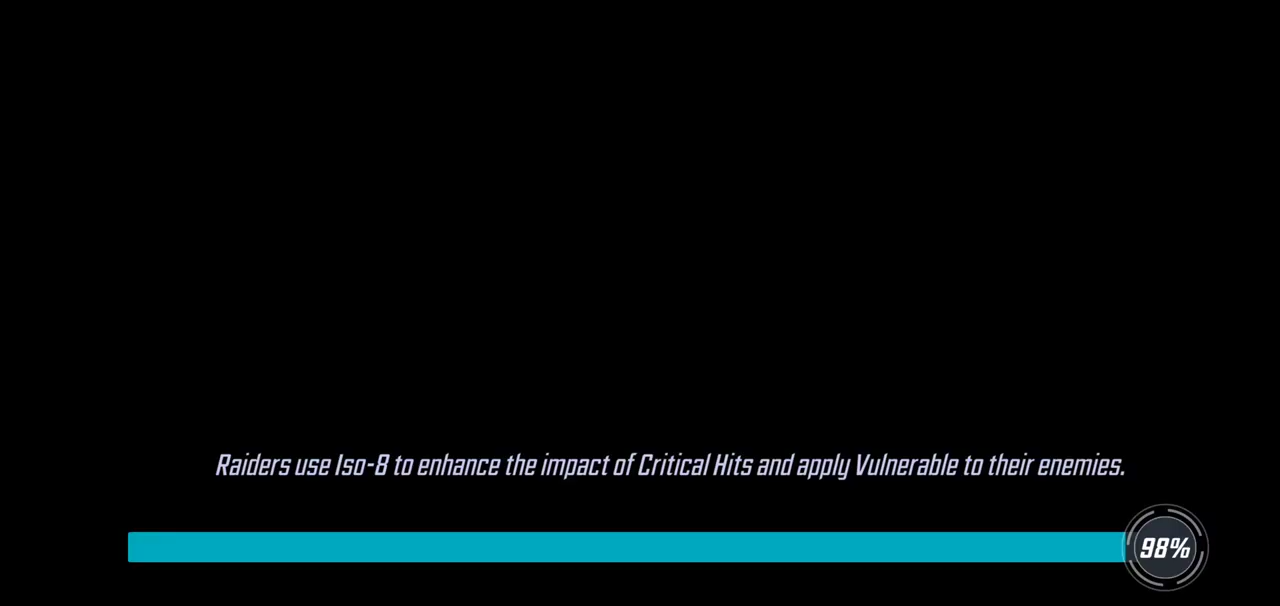 Raiders use Iso-8 to enhance the impact of Critical Hits and apply Vulnerable to their enemies.
98%